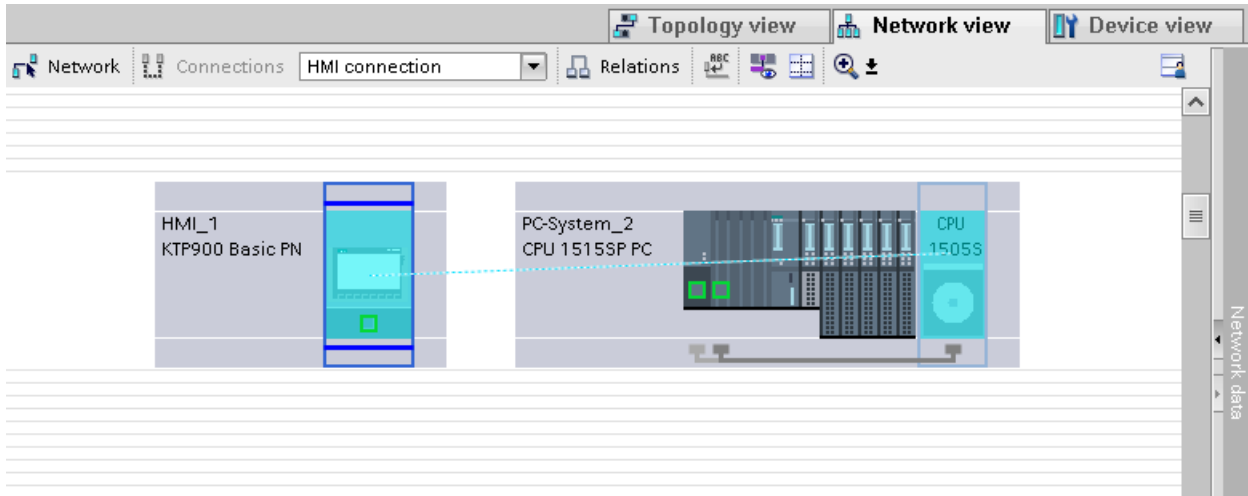 Topology view
Network view
Device view
Network
Connections
HMI connection
Relations
ABC
HMI_1
KTP900 Basic PN
PC-System_2
CPU 1515SP PC
CPU
1505S
Network data